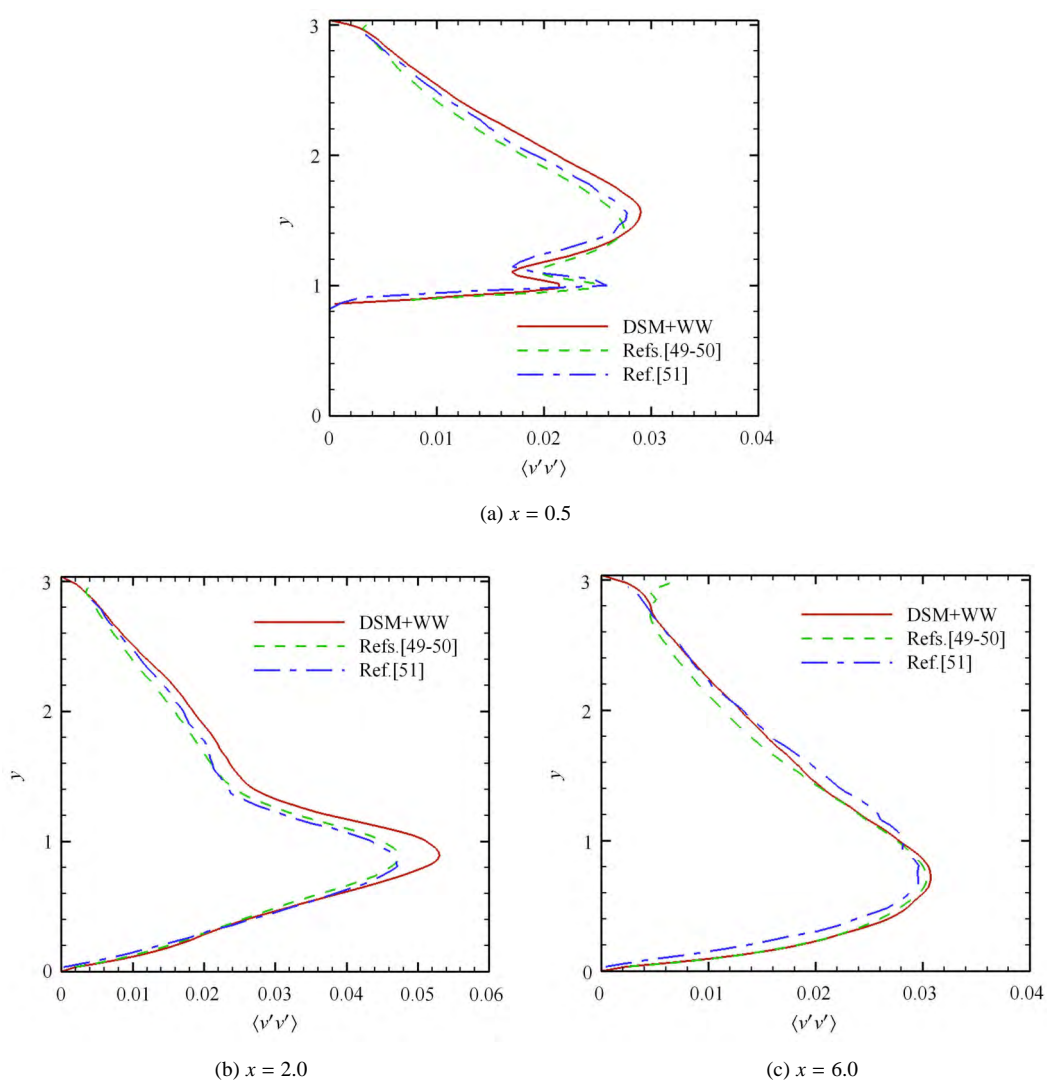 3
2
y
1
0
DSM+WW
Refs.[49-50]
Ref.[51]
0 0.01 0.02 0.03 0.04
⟨v′v′⟩
(a) x = 0.5
3
DSM+WW
Refs.[49-50]
Ref.[51]
2
y
1
0
0 0.01 0.02 0.03 0.04 0.05 0.06
⟨v′v′⟩
(b) x = 2.0
3
DSM+WW
Refs.[49-50]
Ref.[51]
2
y
1
0
0 0.01 0.02 0.03 0.04
⟨v′v′⟩
(c) x = 6.0